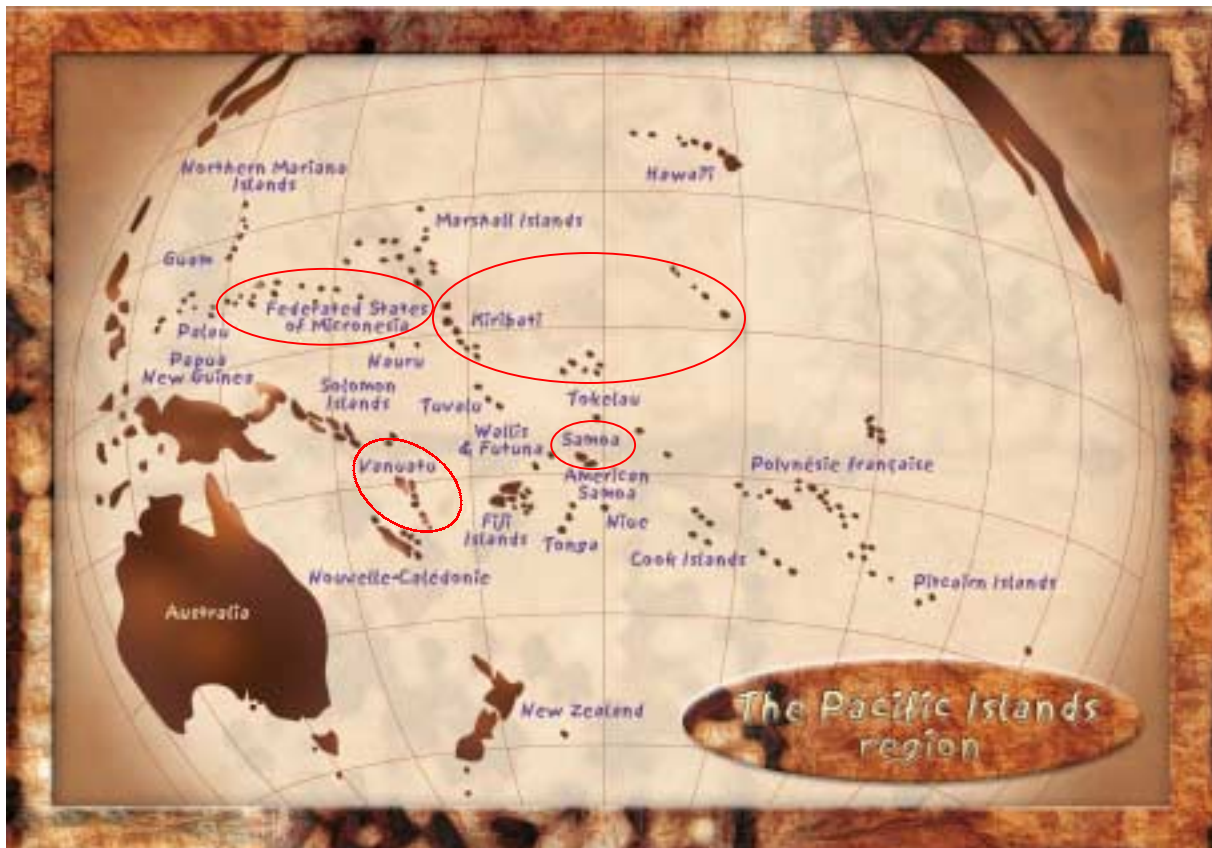 Northern Mariana
Islands
Hawai'i
Marshall Islands
Guam
Federated States
of Micronesia
Kiribati
Palau
Nauru
Papua
New Guinea
Solomon
Islands
Tuvalu
Tokelau
Wallis
& Futuna
Samoa
Vanuatu
American
Samoa
Polynésie française
Fiji
Islands
Tonga
Niue
Cook Islands
Nouvelle-Calédonie
Pitcairn Islands
Australia
New Zealand
The Pacific Islands
region